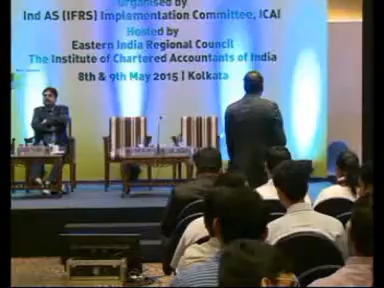 Organised by
Ind AS (IFRS) Implementation Committee, ICAI
Hosted by
Eastern India Regional Council
The Institute of Chartered Accountants of India
8th & 9th May 2015 | Kolkata